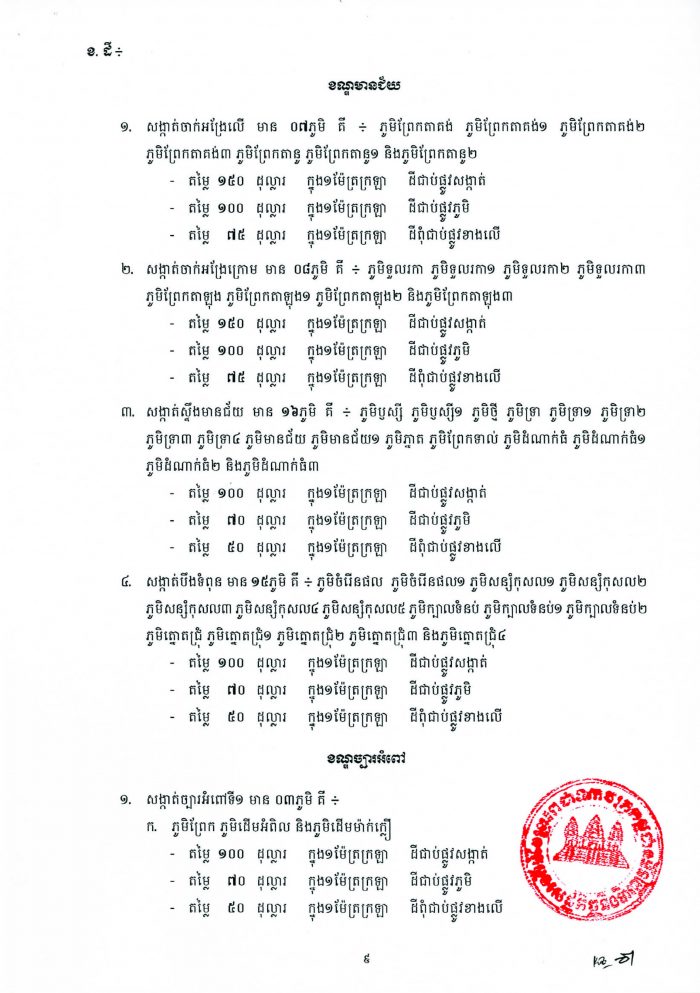 ខ. ដី ÷
ខណ្ឌមានជ័យ
១. សង្កាត់ចាក់អង្រែលើ មាន ០៧ភូមិ គឺ ÷ ភូមិព្រែកតាគង់ ភូមិព្រែកតាគង់១ ភូមិព្រែកតាគង់២
ភូមិព្រែកតាគង់៣ ភូមិព្រែកតានូ ភូមិព្រែកតានូ១ និងភូមិព្រែកតានូ២
- តម្លៃ ១៥០ ដុល្លារ ក្នុង១ម៉ែត្រក្រឡា ដីជាប់ផ្លូវសង្កាត់
- តម្លៃ ១០០ ដុល្លារ ក្នុង១ម៉ែត្រក្រឡា ដីជាប់ផ្លូវភូមិ
- តម្លៃ ៧៥ ដុល្លារ ក្នុង១ម៉ែត្រក្រឡា ដីពុំជាប់ផ្លូវខាងលើ
២. សង្កាត់ចាក់អង្រែក្រោម មាន ០៨ភូមិ គឺ ÷ ភូមិទួលរកា ភូមិទួលរកា១ ភូមិទួលរកា២ ភូមិទួលរកា៣
ភូមិព្រែកតាឡុង ភូមិព្រែកតាឡុង១ ភូមិព្រែកតាឡុង២ និងភូមិព្រែកតាឡុង៣
- តម្លៃ ១៥០ ដុល្លារ ក្នុង១ម៉ែត្រក្រឡា ដីជាប់ផ្លូវសង្កាត់
- តម្លៃ ១០០ ដុល្លារ ក្នុង១ម៉ែត្រក្រឡា ដីជាប់ផ្លូវភូមិ
- តម្លៃ ៧៥ ដុល្លារ ក្នុង១ម៉ែត្រក្រឡា ដីពុំជាប់ផ្លូវខាងលើ
៣. សង្កាត់ស្ទឹងមានជ័យ មាន ១៦ភូមិ គឺ ÷ ភូមិឫស្សី ភូមិឫស្សី១ ភូមិថ្មី ភូមិទ្រា ភូមិទ្រា១ ភូមិទ្រា២
ភូមិទ្រា៣ ភូមិទ្រា៤ ភូមិមានជ័យ ភូមិមានជ័យ១ ភូមិភ្នាត ភូមិព្រែកទាល់ ភូមិដំណាក់ធំ ភូមិដំណាក់ធំ១
ភូមិដំណាក់ធំ២ និងភូមិដំណាក់ធំ៣
- តម្លៃ ១០០ ដុល្លារ ក្នុង១ម៉ែត្រក្រឡា ដីជាប់ផ្លូវសង្កាត់
- តម្លៃ ៧០ ដុល្លារ ក្នុង១ម៉ែត្រក្រឡា ដីជាប់ផ្លូវភូមិ
- តម្លៃ ៥០ ដុល្លារ ក្នុង១ម៉ែត្រក្រឡា ដីពុំជាប់ផ្លូវខាងលើ
៤. សង្កាត់បឹងទំពុន មាន ១៥ភូមិ គឺ ÷ ភូមិចំរើនផល ភូមិចំរើនផល១ ភូមិសន្សំកុសល១ ភូមិសន្សំកុសល២
ភូមិសន្សំកុសល៣ ភូមិសន្សំកុសល៤ ភូមិសន្សំកុសល៥ ភូមិក្បាលទំនប់ ភូមិក្បាលទំនប់១ ភូមិក្បាលទំនប់២
ភូមិត្នោតជ្រុំ ភូមិត្នោតជ្រុំ១ ភូមិត្នោតជ្រុំ២ ភូមិត្នោតជ្រុំ៣ និងភូមិត្នោតជ្រុំ៤
- តម្លៃ ១០០ ដុល្លារ ក្នុង១ម៉ែត្រក្រឡា ដីជាប់ផ្លូវសង្កាត់
- តម្លៃ ៧០ ដុល្លារ ក្នុង១ម៉ែត្រក្រឡា ដីជាប់ផ្លូវភូមិ
- តម្លៃ ៥០ ដុល្លារ ក្នុង១ម៉ែត្រក្រឡា ដីពុំជាប់ផ្លូវខាងលើ
ខណ្ឌច្បារអំពៅ
១. សង្កាត់ច្បារអំពៅទី១ មាន ០៣ភូមិ គឺ ÷
ក. ភូមិព្រែក ភូមិដើមអំពិល និងភូមិដើមម៉ាក់ក្លឿ
- តម្លៃ ១០០ ដុល្លារ ក្នុង១ម៉ែត្រក្រឡា ដីជាប់ផ្លូវសង្កាត់
- តម្លៃ ៧០ ដុល្លារ ក្នុង១ម៉ែត្រក្រឡា ដីជាប់ផ្លូវភូមិ
- តម្លៃ ៥០ ដុល្លារ ក្នុង១ម៉ែត្រក្រឡា ដីពុំជាប់ផ្លូវខាងលើ
៩